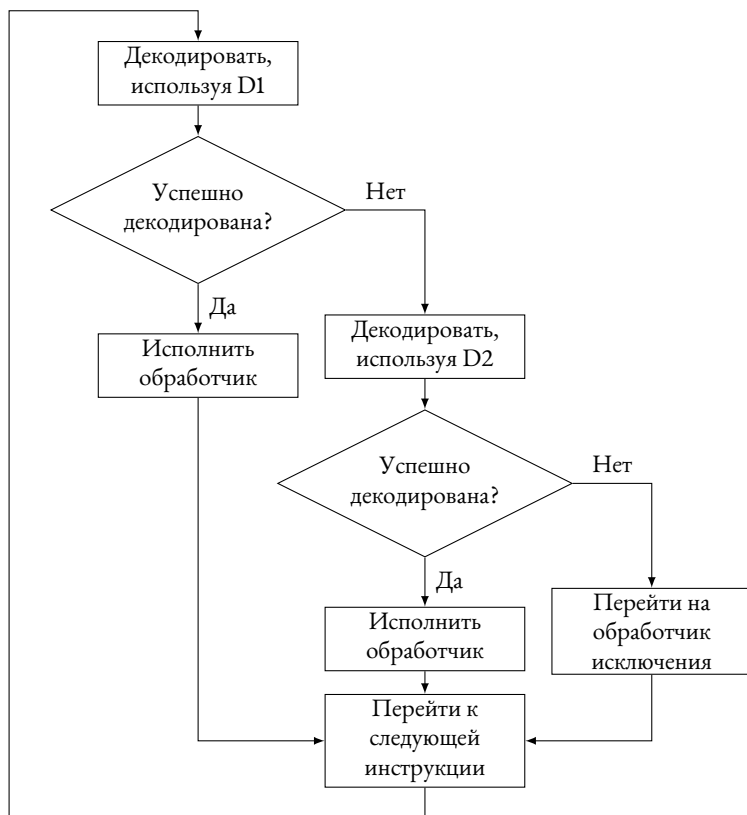 Декодировать,
используя D1
Успешно
декодирована?
Нет
Да
Исполнить
обработчик
Декодировать,
используя D2
Успешно
декодирована?
Нет
Да
Исполнить
обработчик
Перейти на
обработчик
исключения
Перейти к
следующей
инструкции